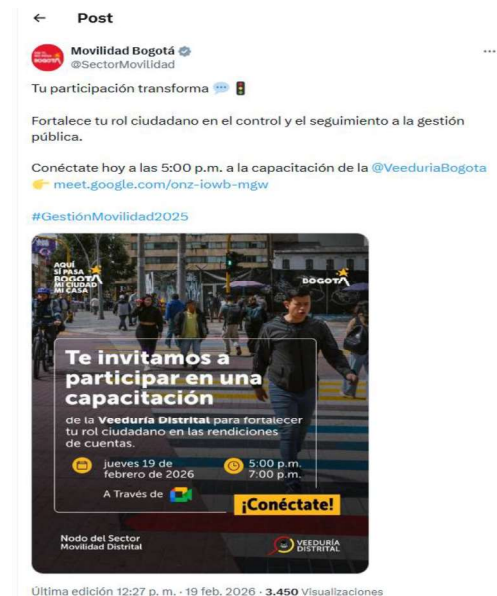 Post
Movilidad Bogotá
@SectorMovilidad
Tu participación transforma
Fortalece tu rol ciudadano en el control y el seguimiento a la gestión
pública.
Conéctate hoy a las 5:00 p.m. a la capacitación de la @VeeduriaBogota
meet.google.com/onz-iowb-mgw
#GestiónMovilidad2025
AQUÍ
SÍ PASA
BOGOTÁ
MI CIUDAD
MI CASA
BOGOTÁ
Te invitamos a
participar en una
capacitación
de la Veeduría Distrital para fortalecer
tu rol ciudadano en las rendiciones
de cuentas.
jueves 19 de
febrero de 2026
5:00 p.m.
7:00 p.m.
A Través de
¡Conéctate!
Nodo del Sector
Movilidad Distrital
VEEDURÍA
DISTRITAL
Última edición 12:27 p. m. · 19 feb. 2026 · 3.450 Visualizaciones